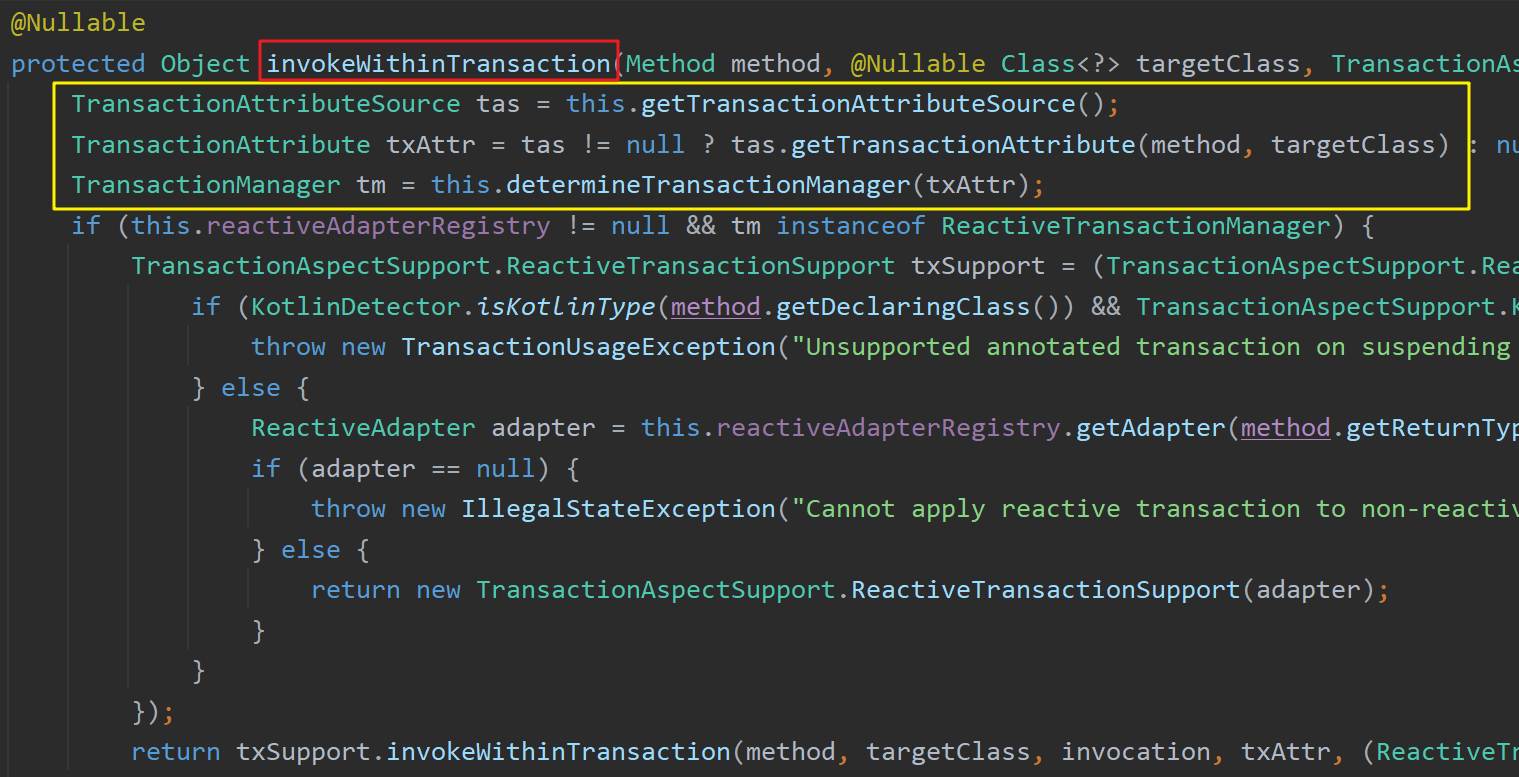 @Nullable
protected Object invokeWithinTransaction(Method method, @Nullable Class<?> targetClass, TransactionAs
TransactionAttributeSource tas = this.getTransactionAttributeSource();
TransactionAttribute txAttr = tas != null ? tas.getTransactionAttribute(method, targetClass) : nu
TransactionManager tm = this.determineTransactionManager(txAttr);
if (this.reactiveAdapterRegistry != null && tm instanceof ReactiveTransactionManager) {
TransactionAspectSupport.ReactiveTransactionSupport txSupport = (TransactionAspectSupport.Rea
if (KotlinDetector.isKotlinType(method.getDeclaringClass()) && TransactionAspectSupport.K
throw new TransactionUsageException("Unsupported annotated transaction on suspending
} else {
ReactiveAdapter adapter = this.reactiveAdapterRegistry.getAdapter(method.getReturnTyp
if (adapter == null) {
throw new IllegalStateException("Cannot apply reactive transaction to non-reactiv
} else {
return new TransactionAspectSupport.ReactiveTransactionSupport(adapter);
}
}
});
return txSupport.invokeWithinTransaction(method, targetClass, invocation, txAttr, (ReactiveTr